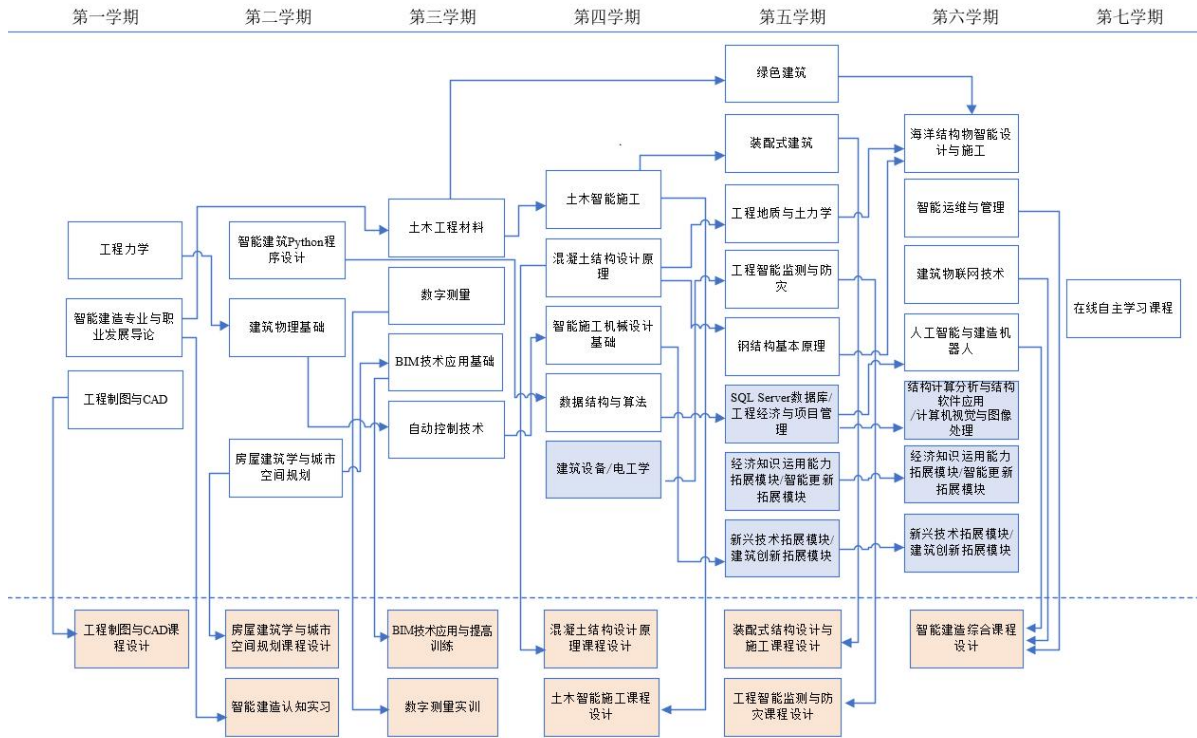 第一学期 第二学期 第三学期 第四学期 第五学期 第六学期 第七学期
工程力学
智能建造专业与职
业发展导论
工程制图与CAD
工程制图与CAD课
程设计
智能建筑Python程
序设计
建筑物理基础
房屋建筑学与城市
空间规划
房屋建筑学与城市
空间规划课程设计
智能建造认知实习
土木工程材料
数字测量
BIM技术应用基础
自动控制技术
BIM技术应用与提高
训练
数字测量实训
土木智能施工
混凝土结构设计原
理
智能施工机械设计
基础
数据结构与算法
建筑设备/电工学
混凝土结构设计原
理课程设计
土木智能施工课程
设计
绿色建筑
装配式建筑
工程地质与土力学
工程智能监测与防
灾
钢结构基本原理
SQL Server数据库/
工程经济与项目管
理
经济知识运用能力
拓展模块/智能更新
拓展模块
新兴技术拓展模块/
建筑创新拓展模块
装配式结构设计与
施工课程设计
工程智能监测与防
灾课程设计
海洋结构物智能设
计与施工
智能运维与管理
建筑物联网技术
人工智能与建造机
器人
结构计算分析与结构
软件应用
/计算机视觉与图像
处理
经济知识运用能力
拓展模块/智能更新
拓展模块
新兴技术拓展模块/
建筑创新拓展模块
智能建造综合课程
设计
在线自主学习课程